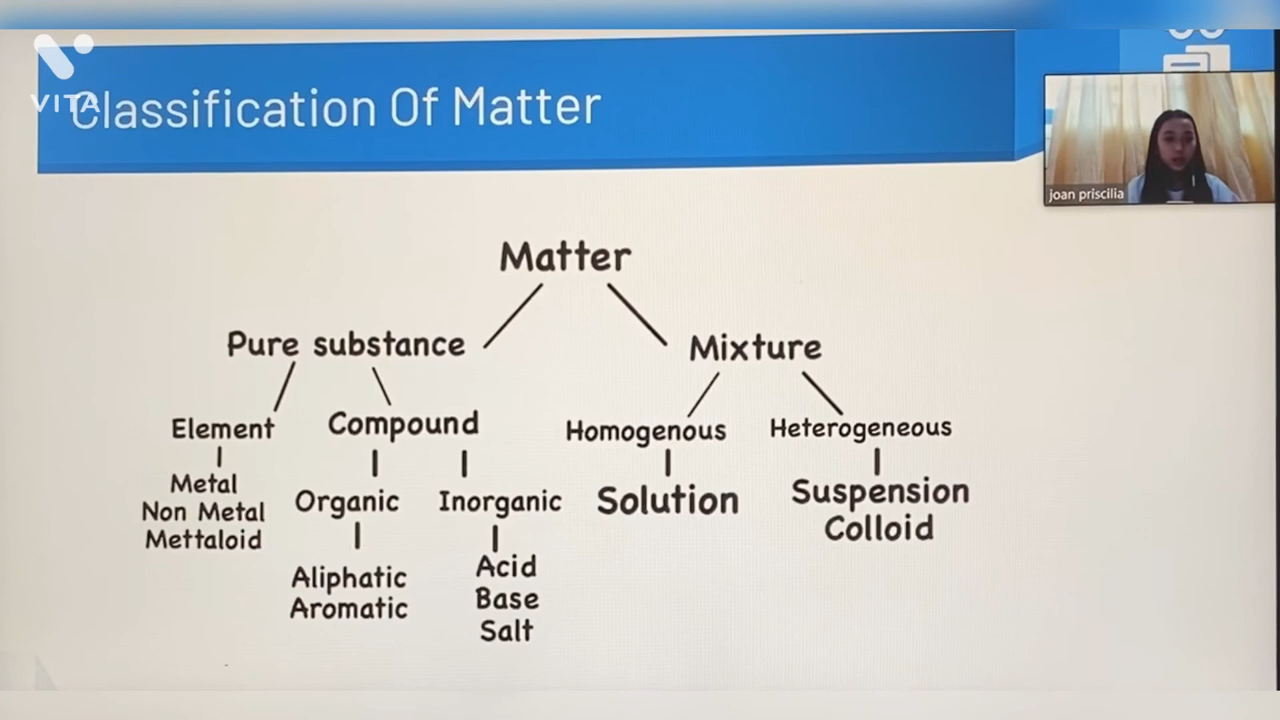 VITA
Classification Of Matter
joan priscilia
Matter
Pure substance
Mixture
Element
Compound
Homogenous
Heterogeneous
Metal
Non Metal
Mettaloid
Organic
Inorganic
Solution
Suspension
Colloid
Aliphatic
Aromatic
Acid
Base
Salt